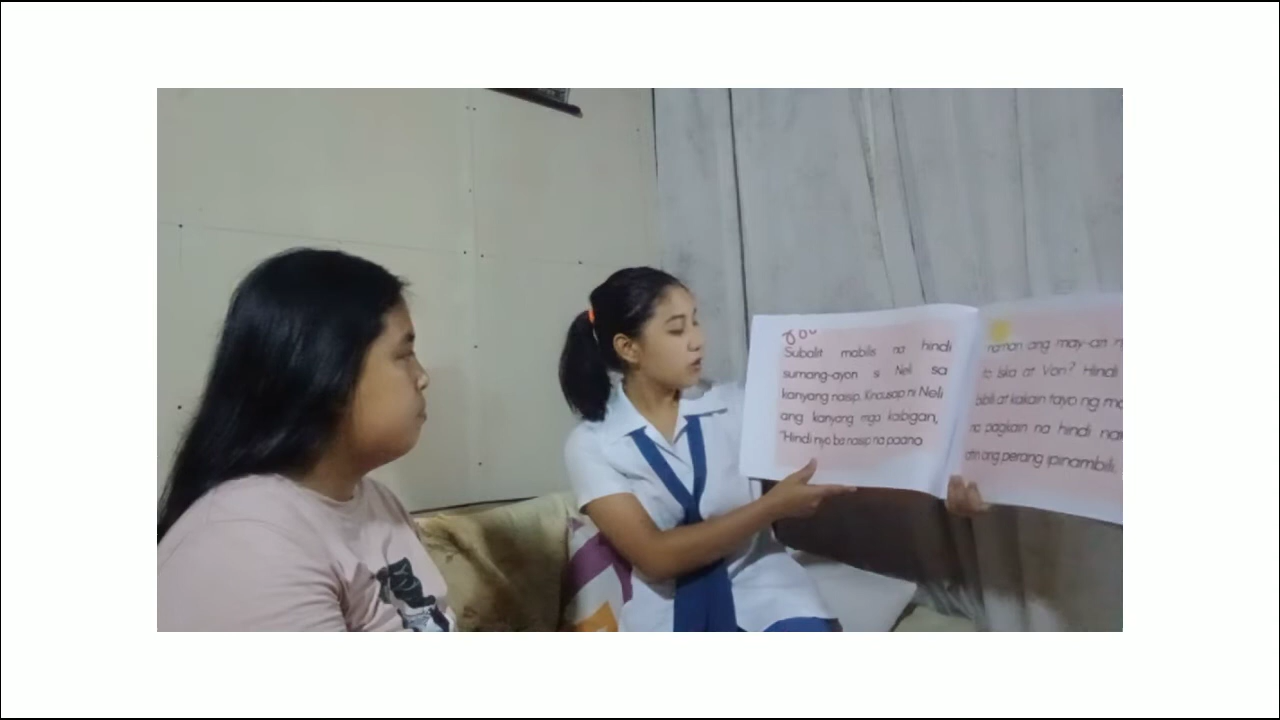 Subalit mabilis na hindi
sumang-ayon si Neli sa
kanyang naisip. Kinausap ni Neli
ang kanyang mga kaibigan,
"Hindi nyo ba naisip na paano
naman ang may-ari
Iska at Van? Hindi
at kakain tayo ng
na pagkain na hindi
ang perang ipinambili.